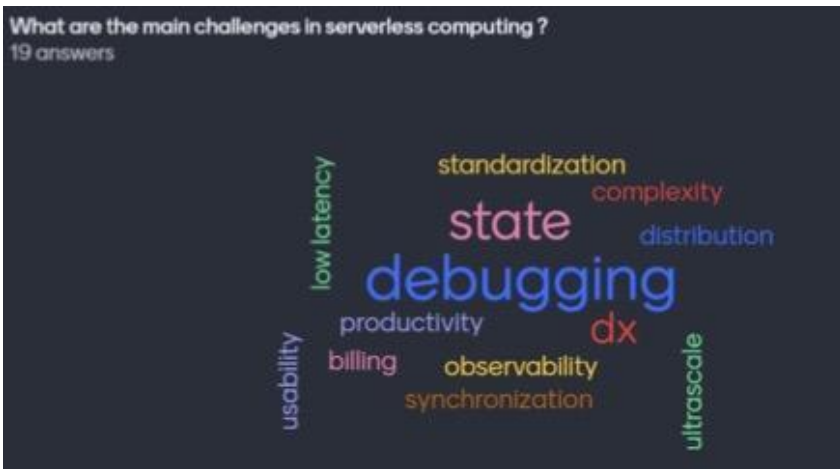 What are the main challenges in serverless computing ?
19 answers
standardization
complexity
low latency
state
distribution
debugging
productivity
dx
usability
billing
observability
ultrascale
synchronization